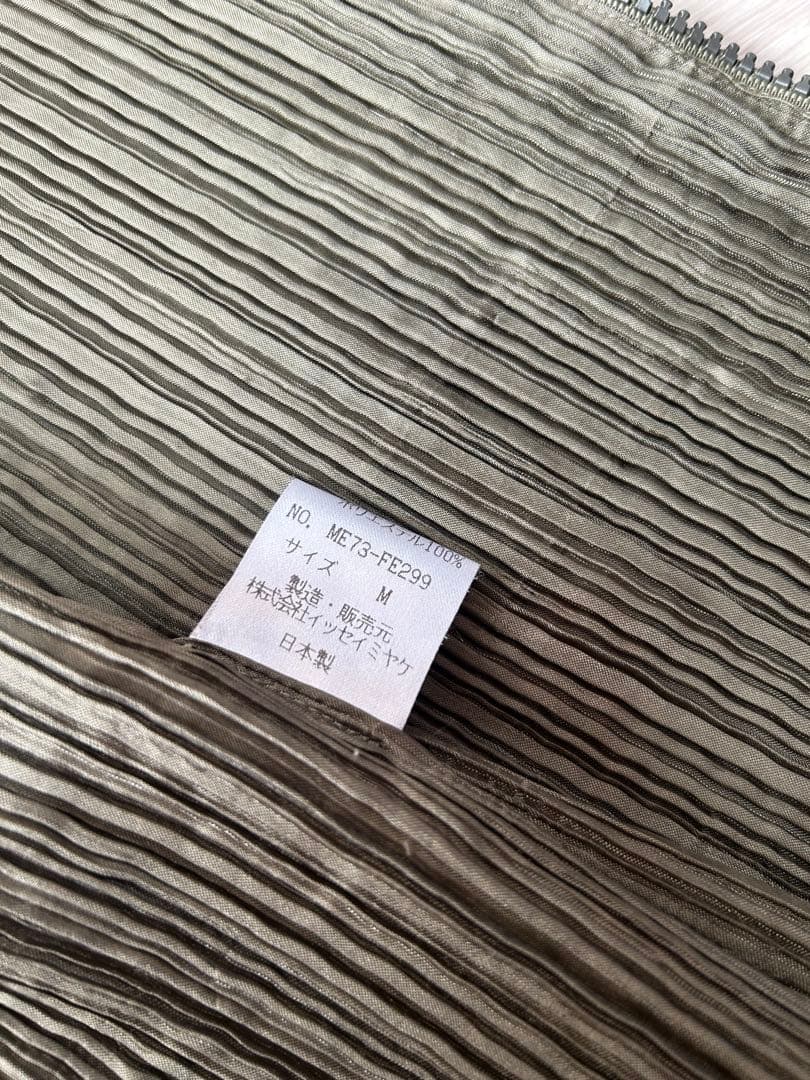 ポリエステル100%
NO. ME73-FE299
サイズ M
製造・販売元
株式会社イッセイミヤケ
日本製